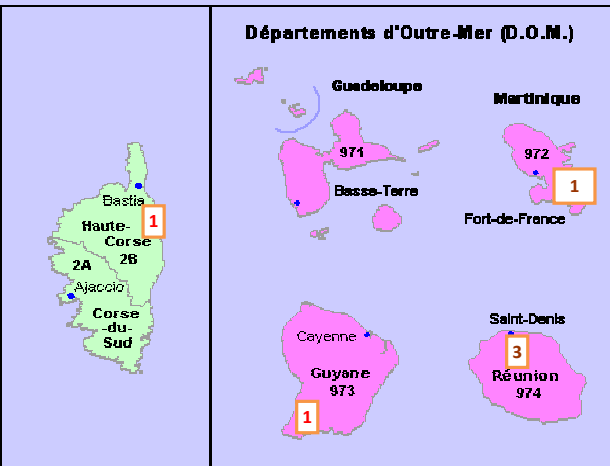 Départements d'Outre-Mer (D.O.M.)
Guadeloupe
Martinique
971
972
Basse-Terre
1
Fort-de-France
Bastia
1
Haute-
Corse
2B
2A
Ajaccio
Corse
-du-
Sud
Cayenne
Guyane
973
1
Saint-Denis
3
Réunion
974